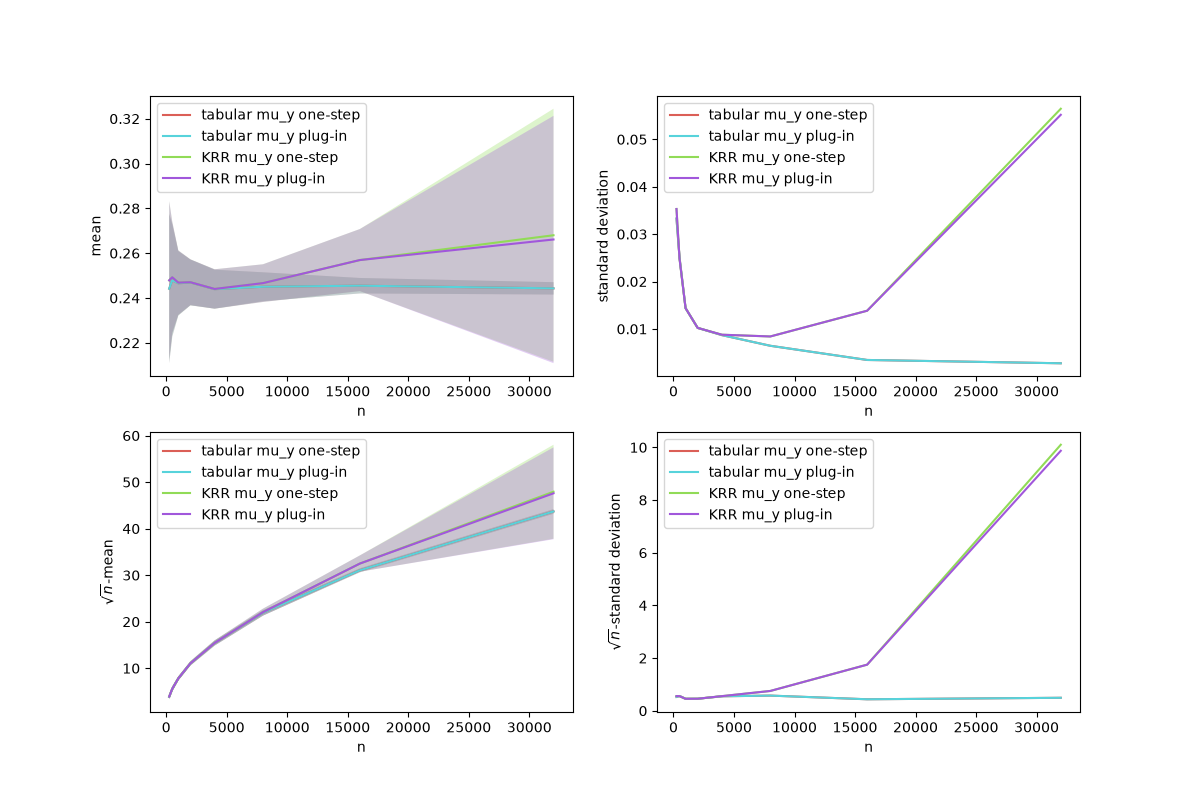 tabular mu_y one-step
tabular mu_y plug-in
KRR mu_y one-step
KRR mu_y plug-in
0.32
0.30
0.28
0.26
0.24
0.22
mean
0 5000 10000 15000 20000 25000 30000
n
tabular mu_y one-step
tabular mu_y plug-in
KRR mu_y one-step
KRR mu_y plug-in
0.05
0.04
0.03
0.02
0.01
standard deviation
0 5000 10000 15000 20000 25000 30000
n
tabular mu_y one-step
tabular mu_y plug-in
KRR mu_y one-step
KRR mu_y plug-in
60
50
40
30
20
10
√n-mean
0 5000 10000 15000 20000 25000 30000
n
tabular mu_y one-step
tabular mu_y plug-in
KRR mu_y one-step
KRR mu_y plug-in
10
8
6
4
2
0
√n-standard deviation
0 5000 10000 15000 20000 25000 30000
n